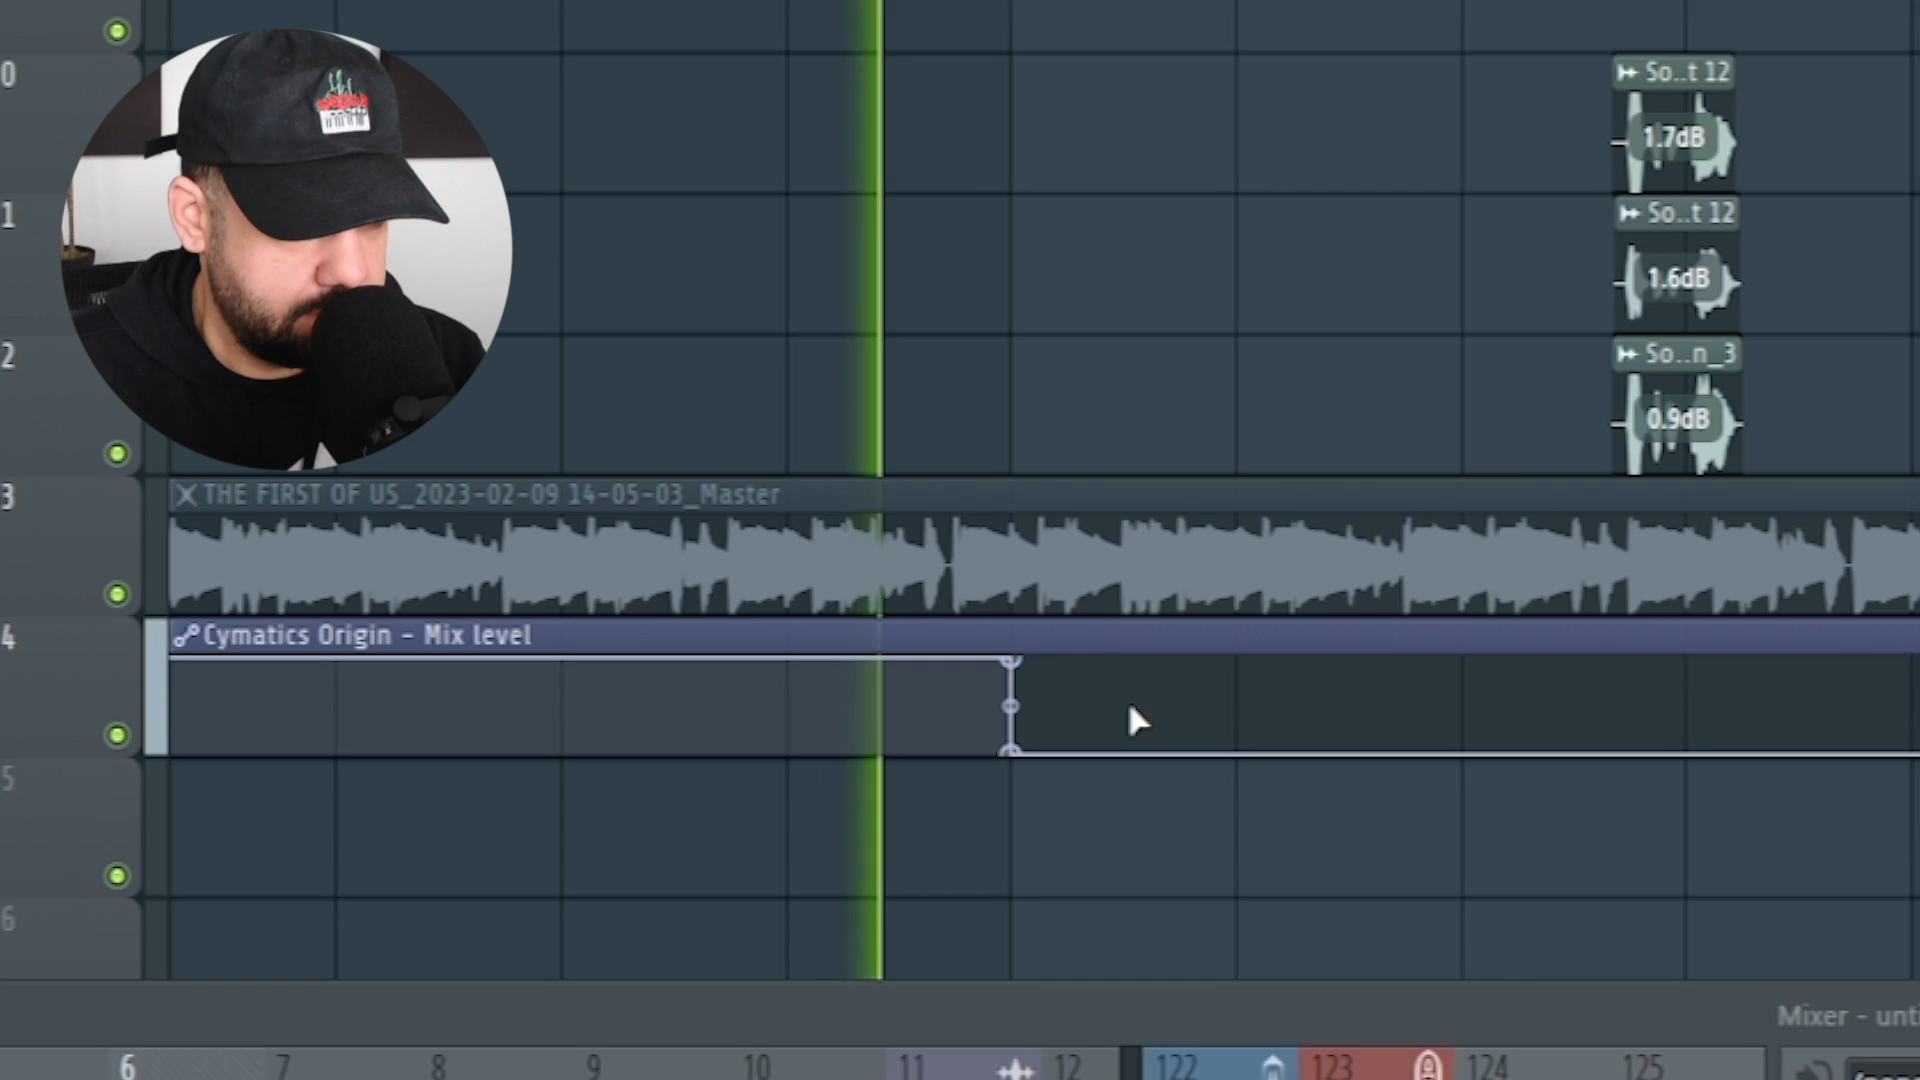 0
So..t 12
1.7dB
1
So..t 12
1.6dB
2
So..n_3
0.9dB
3
THE FIRST OF US_2023-02-09 14-05-03_Master
4
Cymatics Origin - Mix level
5
6
Mixer - unti
6 7 8 9 10 11 12 122 123 124 125